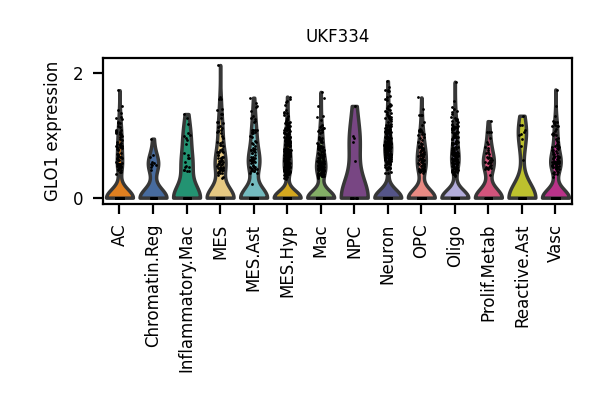 UKF334
GLO1 expression
2
0
AC
Chromatin.Reg
Inflammatory.Mac
MES
MES.Ast
MES.Hyp
Mac
NPC
Neuron
OPC
Oligo
Prolif.Metab
Reactive.Ast
Vasc